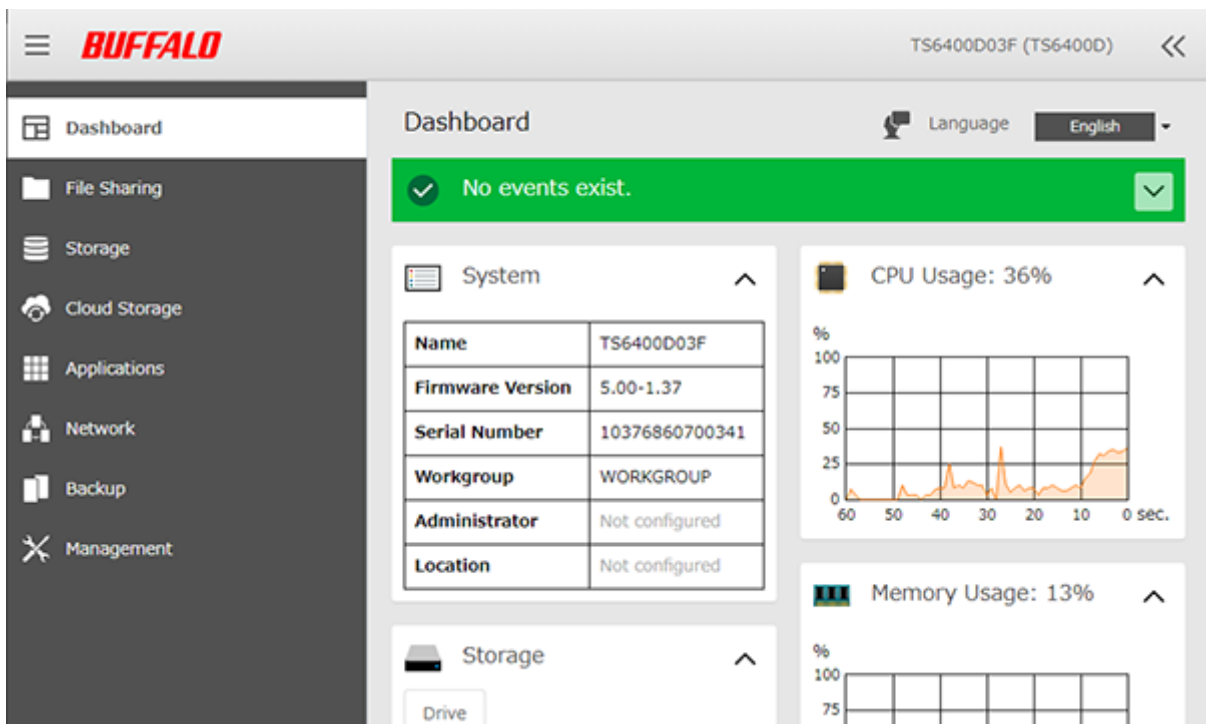 BUFFALO
TS6400D03F (TS6400D)
Dashboard
File Sharing
Storage
Cloud Storage
Applications
Network
Backup
Management
Dashboard
Language
English
No events exist.
System
Name TS6400D03F
Firmware Version 5.00-1.37
Serial Number 10376860700341
Workgroup WORKGROUP
Administrator Not configured
Location Not configured
Storage
Drive
CPU Usage: 36%
%
100
75
50
25
0
60 50 40 30 20 10 0 sec.
Memory Usage: 13%
%
100
75